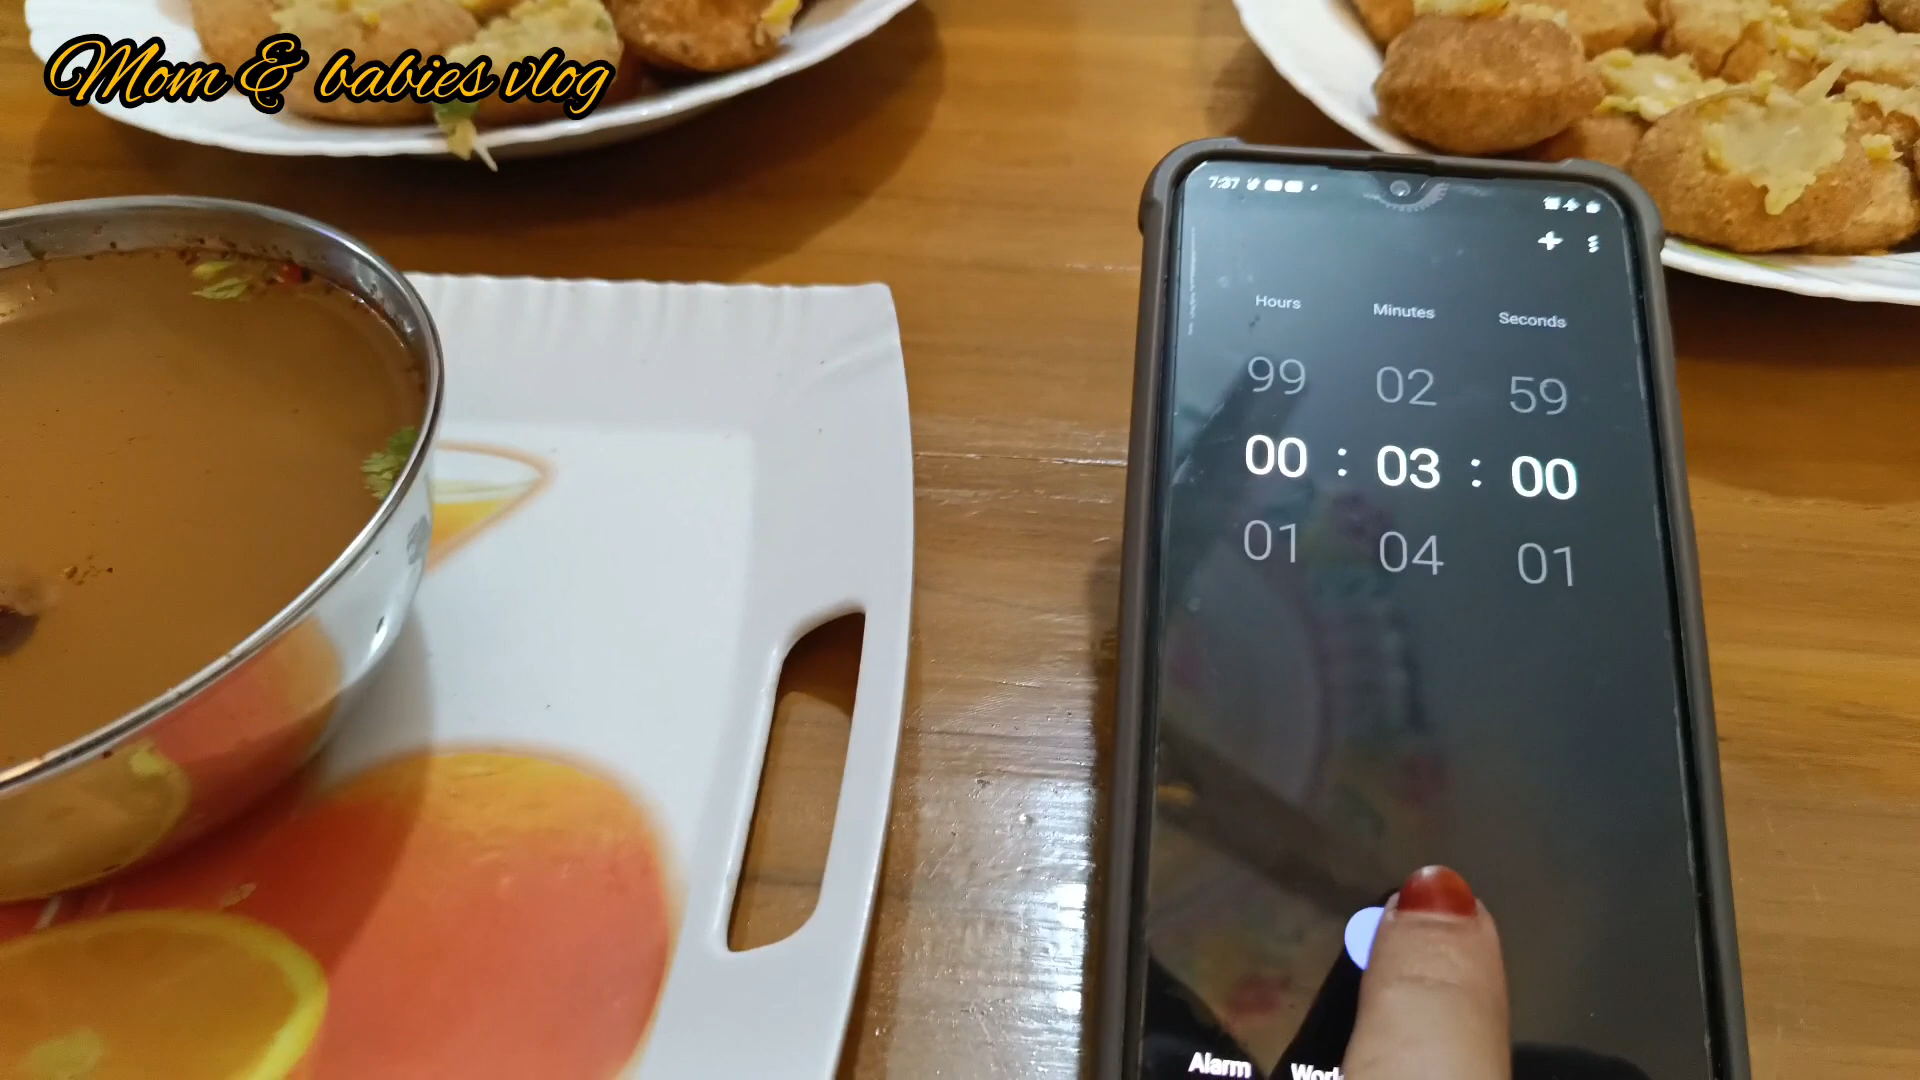 Mom & babies vlog
7:37
Hours Minutes Seconds
99 02 59
00 : 03 : 00
01 04 01
Alarm